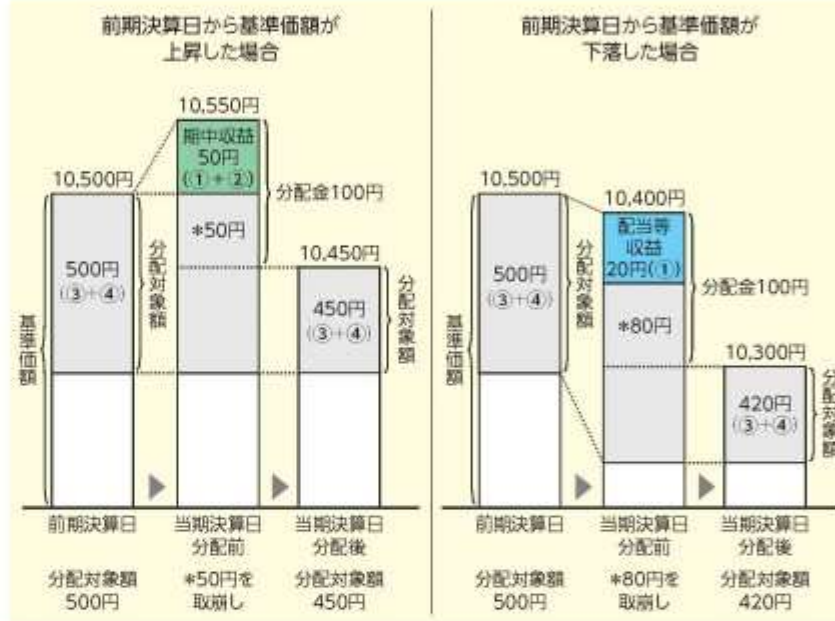 前期決算日から基準価額が
上昇した場合
10,550円
期中収益
50円
(①+②)
10,500円
分配金100円
*50円
10,450円
500円
(③+④)
分配対象額
450円
(③+④)
分配対象額
基準価額
前期決算日
当期決算日
分配前
当期決算日
分配後
分配対象額
500円
*50円を
取崩し
分配対象額
450円
前期決算日から基準価額が
下落した場合
10,500円
10,400円
配当等
収益
20円(①)
500円
(③+④)
分配対象額
分配金100円
*80円
10,300円
420円
(③+④)
分配対象額
基準価額
前期決算日
当期決算日
分配前
当期決算日
分配後
分配対象額
500円
*80円を
取崩し
分配対象額
420円